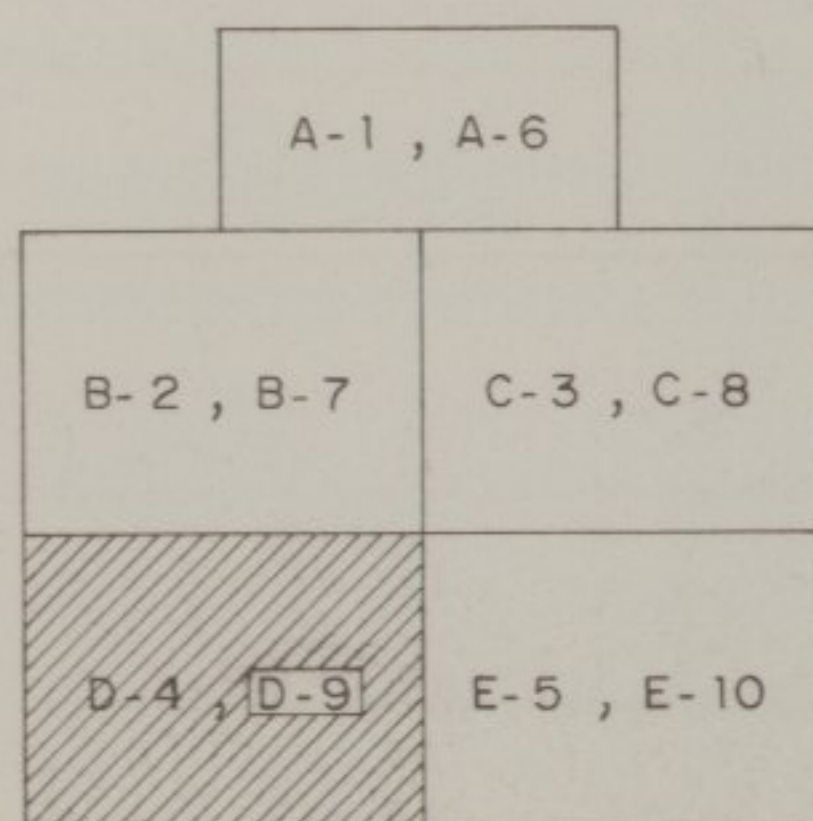 A-1 , A-6
B-2 , B-7
C-3 , C-8
D-4 , D-9
E-5 , E-10